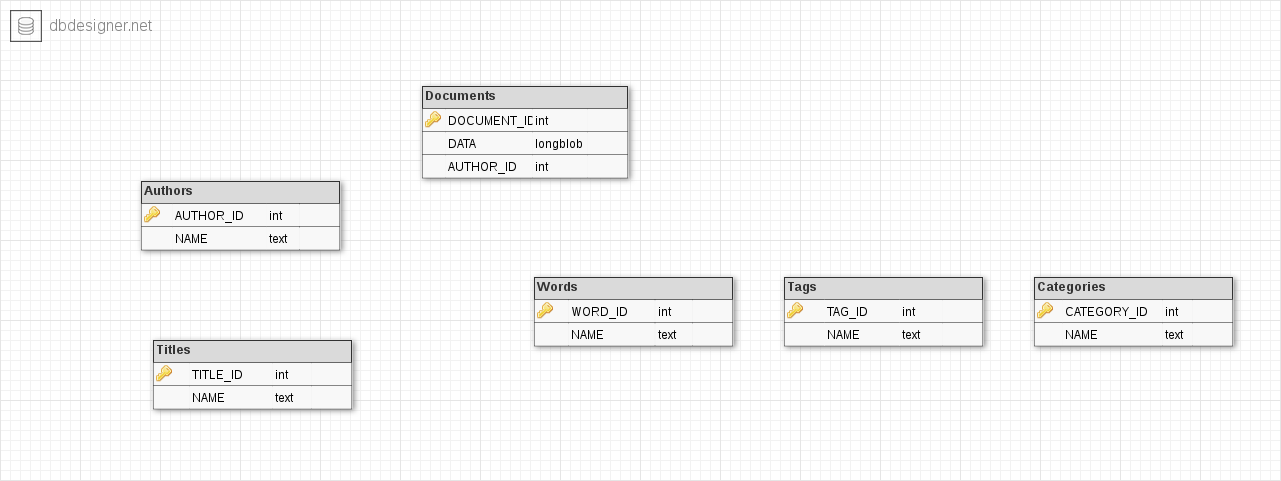 dbdesigner.net
Documents
DOCUMENT_ID int
DATA longblob
AUTHOR_ID int
Authors
AUTHOR_ID int
NAME text
Words
WORD_ID int
NAME text
Tags
TAG_ID int
NAME text
Categories
CATEGORY_ID int
NAME text
Titles
TITLE_ID int
NAME text